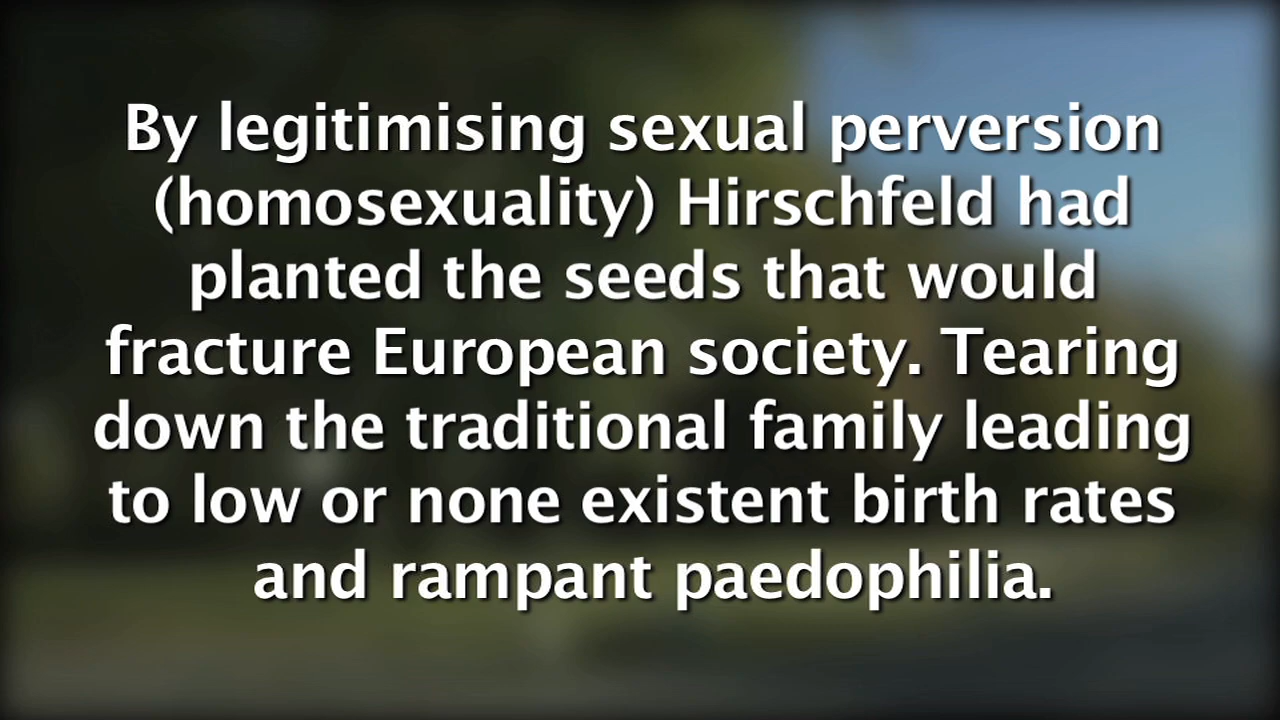 By legitimising sexual perversion
(homosexuality) Hirschfeld had
planted the seeds that would
fracture European society. Tearing
down the traditional family leading
to low or none existent birth rates
and rampant paedophilia.